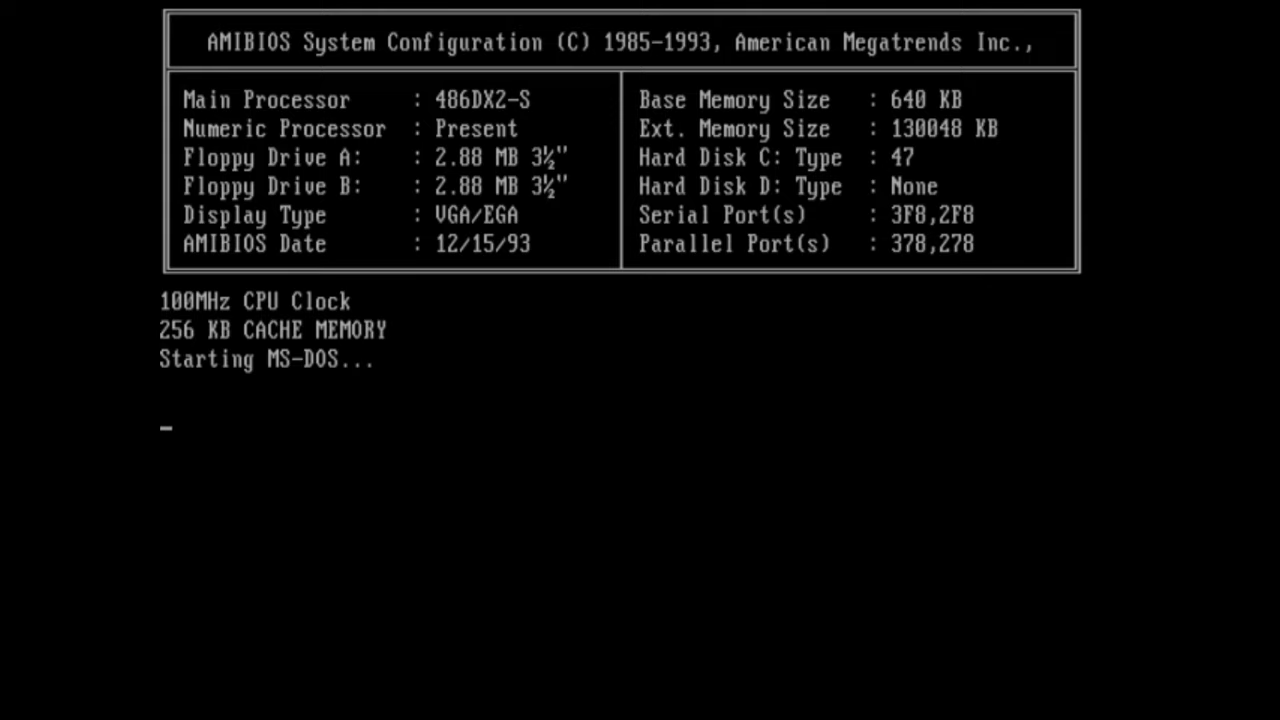 AMIBIOS System Configuration (C) 1985-1993, American Megatrends Inc.,
Main Processor : 486DX2-S
Numeric Processor : Present
Floppy Drive A: : 2.88 MB 3½"
Floppy Drive B: : 2.88 MB 3½"
Display Type : VGA/EGA
AMIBIOS Date : 12/15/93
Base Memory Size : 640 KB
Ext. Memory Size : 130048 KB
Hard Disk C: Type : 47
Hard Disk D: Type : None
Serial Port(s) : 3F8,2F8
Parallel Port(s) : 378,278
100MHz CPU Clock
256 KB CACHE MEMORY
Starting MS-DOS...